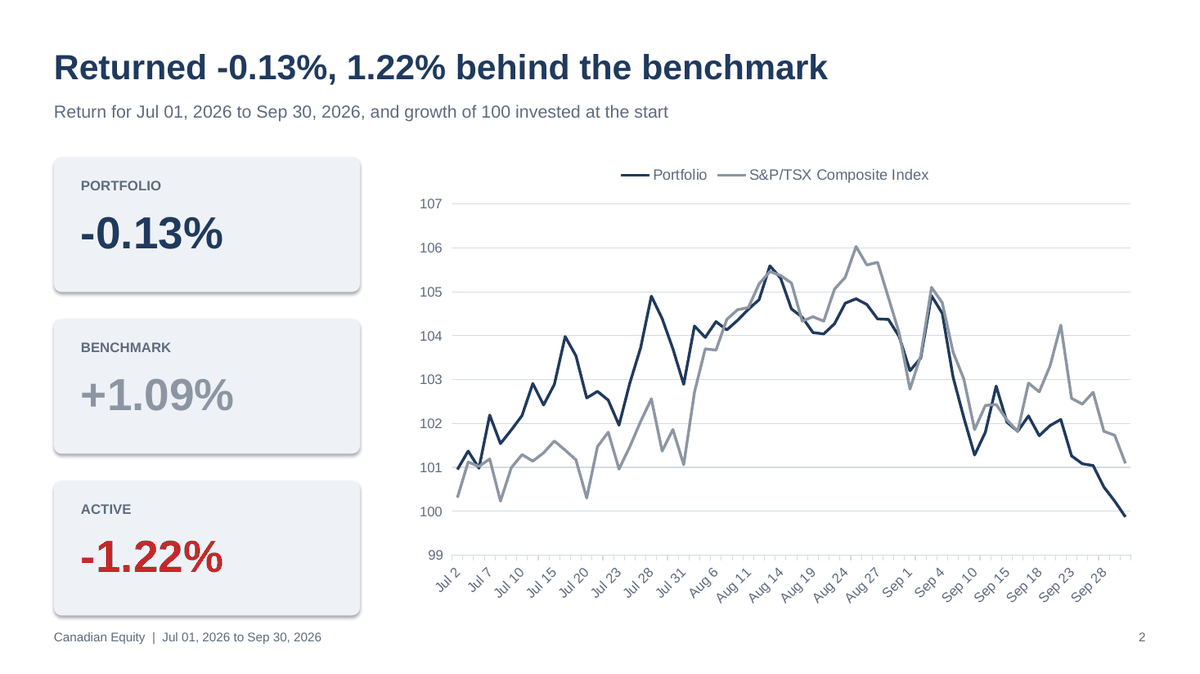 Returned -0.13%, 1.22% behind the benchmark
Return for Jul 01, 2026 to Sep 30, 2026, and growth of 100 invested at the start
PORTFOLIO
-0.13%
BENCHMARK
+1.09%
ACTIVE
-1.22%
Portfolio S&P/TSX Composite Index
107
106
105
104
103
102
101
100
99
Jul 2 Jul 7 Jul 10 Jul 15 Jul 20 Jul 23 Jul 28 Jul 31 Aug 6 Aug 11 Aug 14 Aug 19 Aug 24 Aug 27 Sep 1 Sep 4 Sep 10 Sep 15 Sep 18 Sep 23 Sep 28
Canadian Equity | Jul 01, 2026 to Sep 30, 2026
2